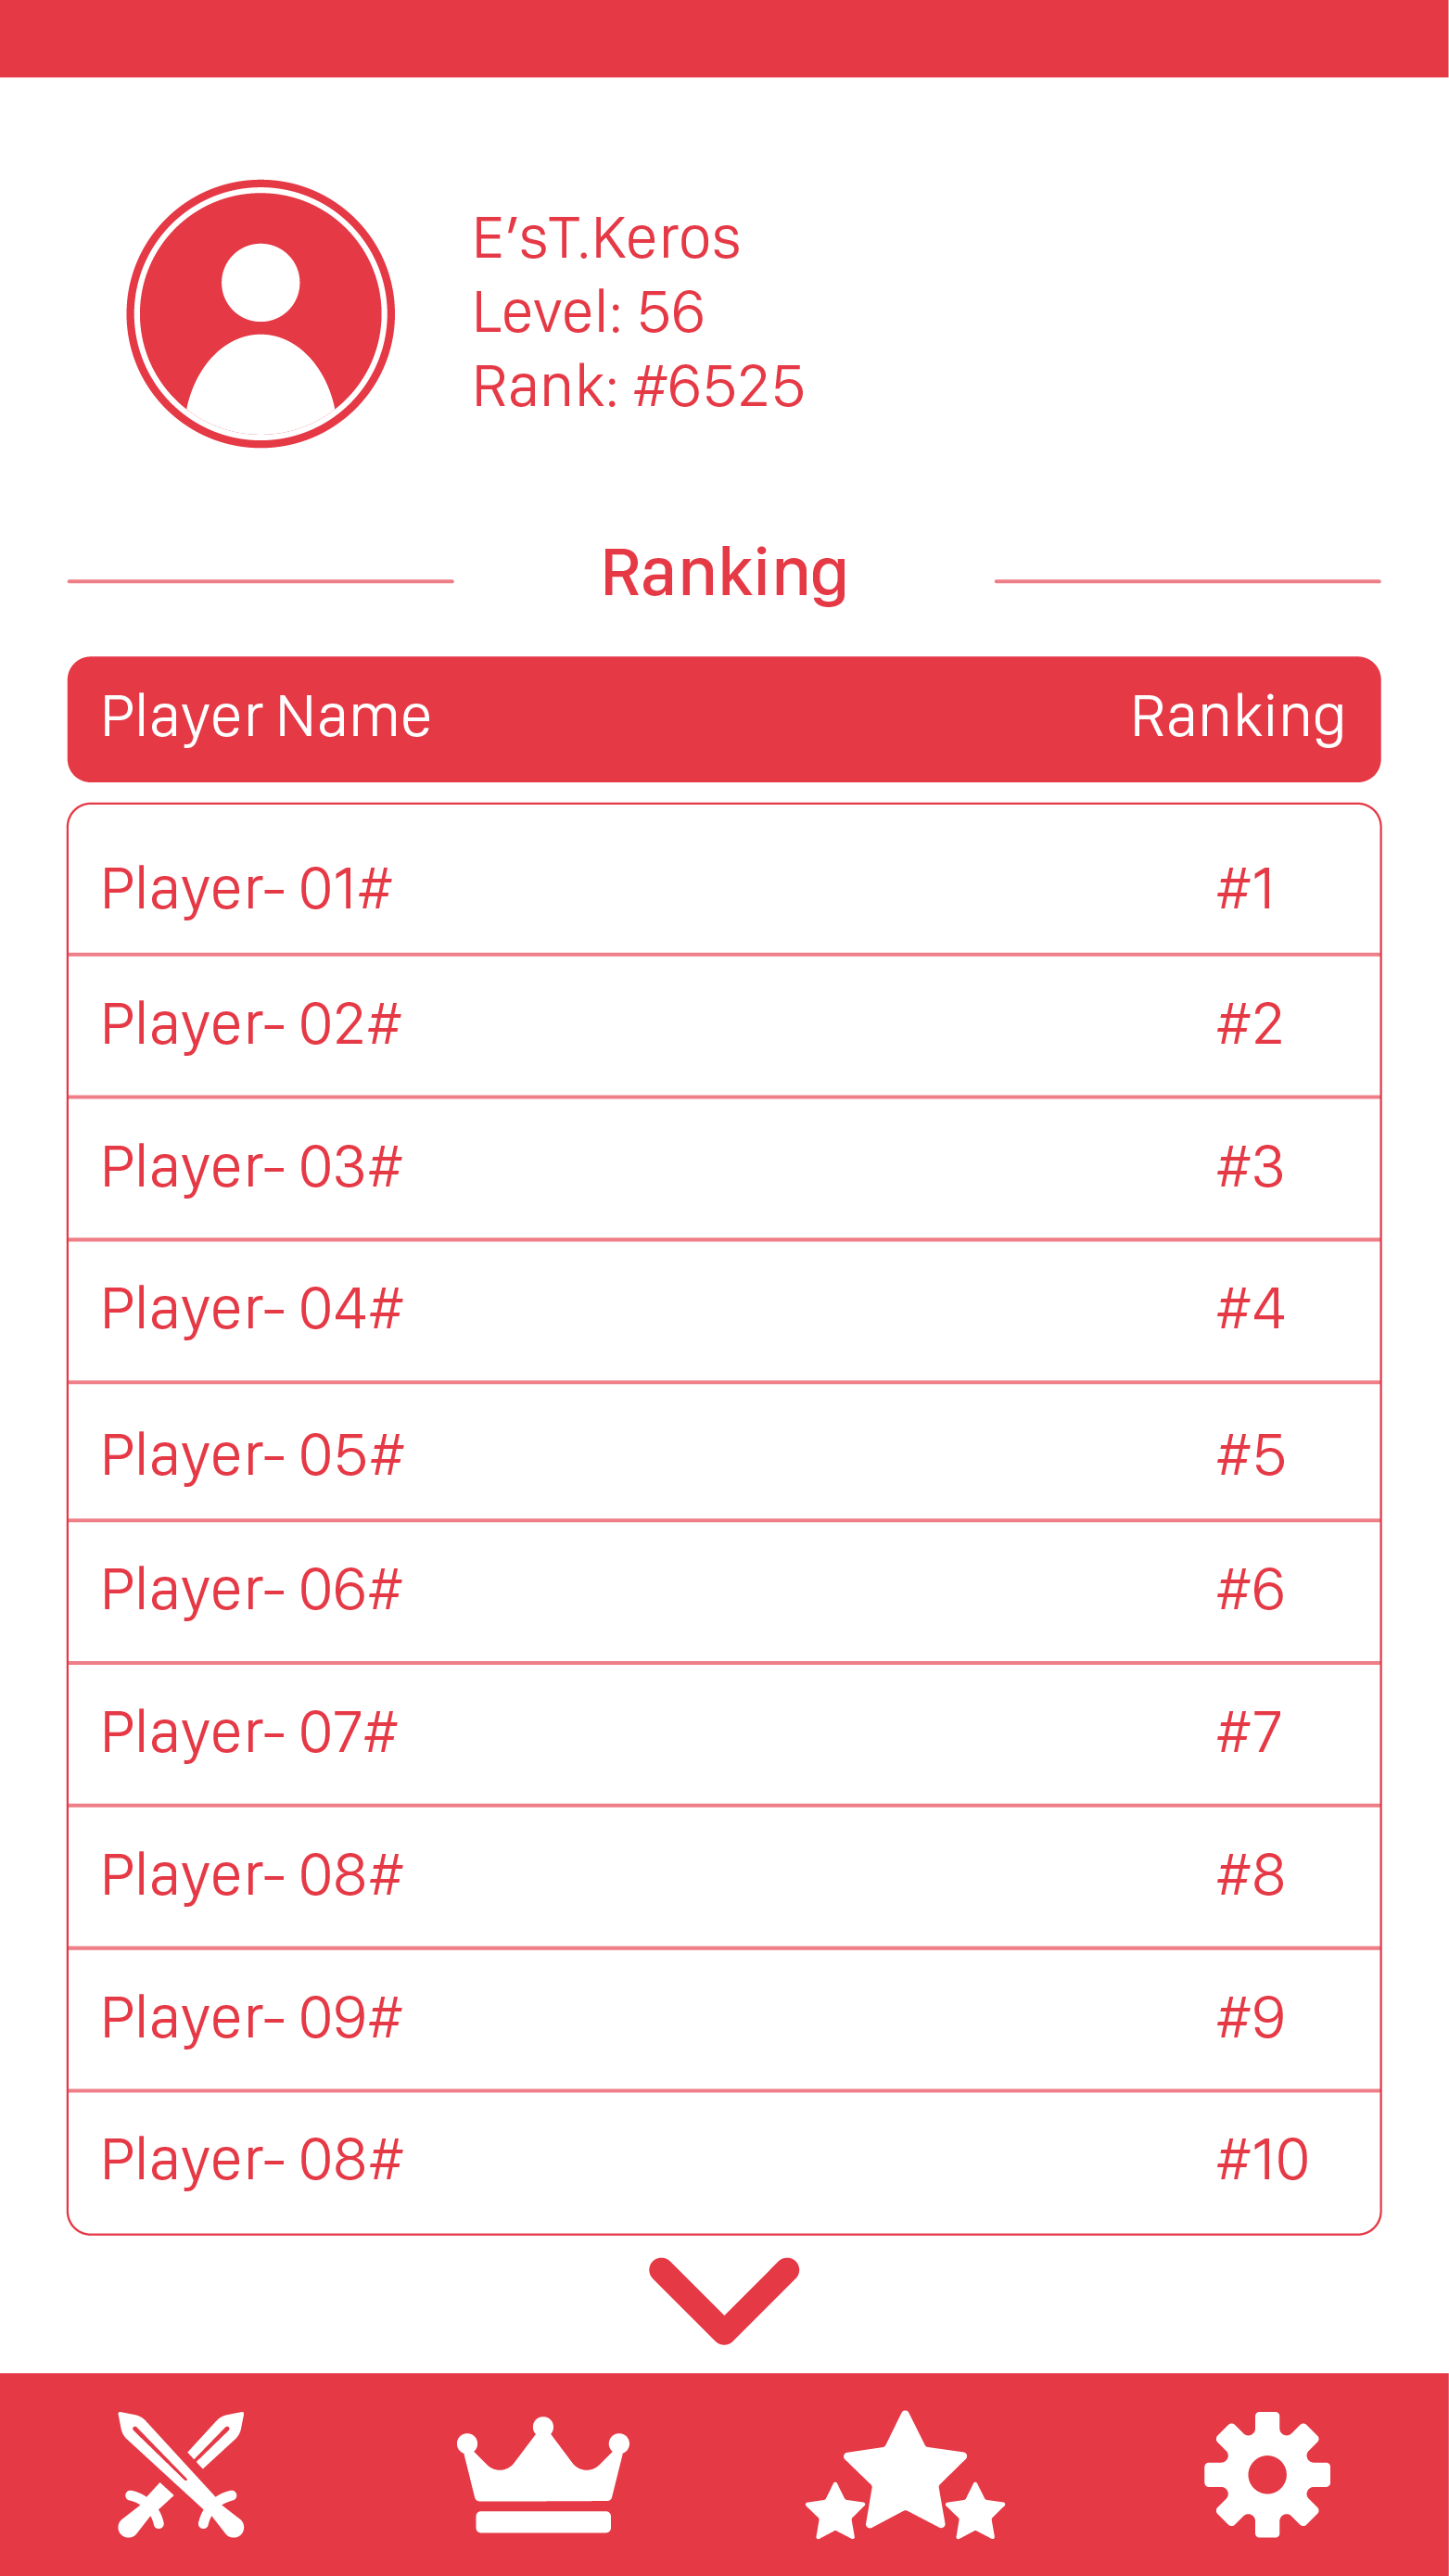 E'sT.Keros
Level: 56
Rank: #6525
Ranking
Player Name Ranking
Player- 01# #1
Player- 02# #2
Player- 03# #3
Player- 04# #4
Player- 05# #5
Player- 06# #6
Player- 07# #7
Player- 08# #8
Player- 09# #9
Player- 08# #10